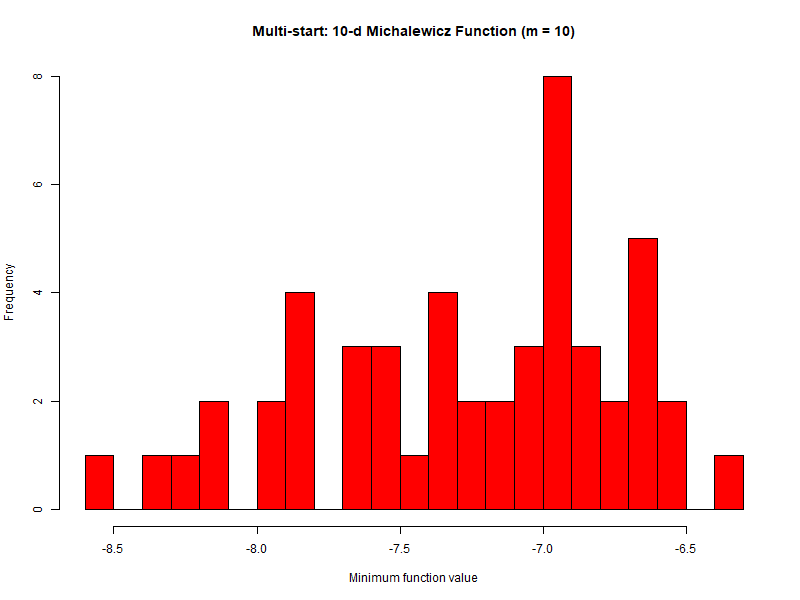 Multi-start: 10-d Michalewicz Function (m = 10)
8
6
4
2
0
Frequency
-8.5 -8.0 -7.5 -7.0 -6.5
Minimum function value